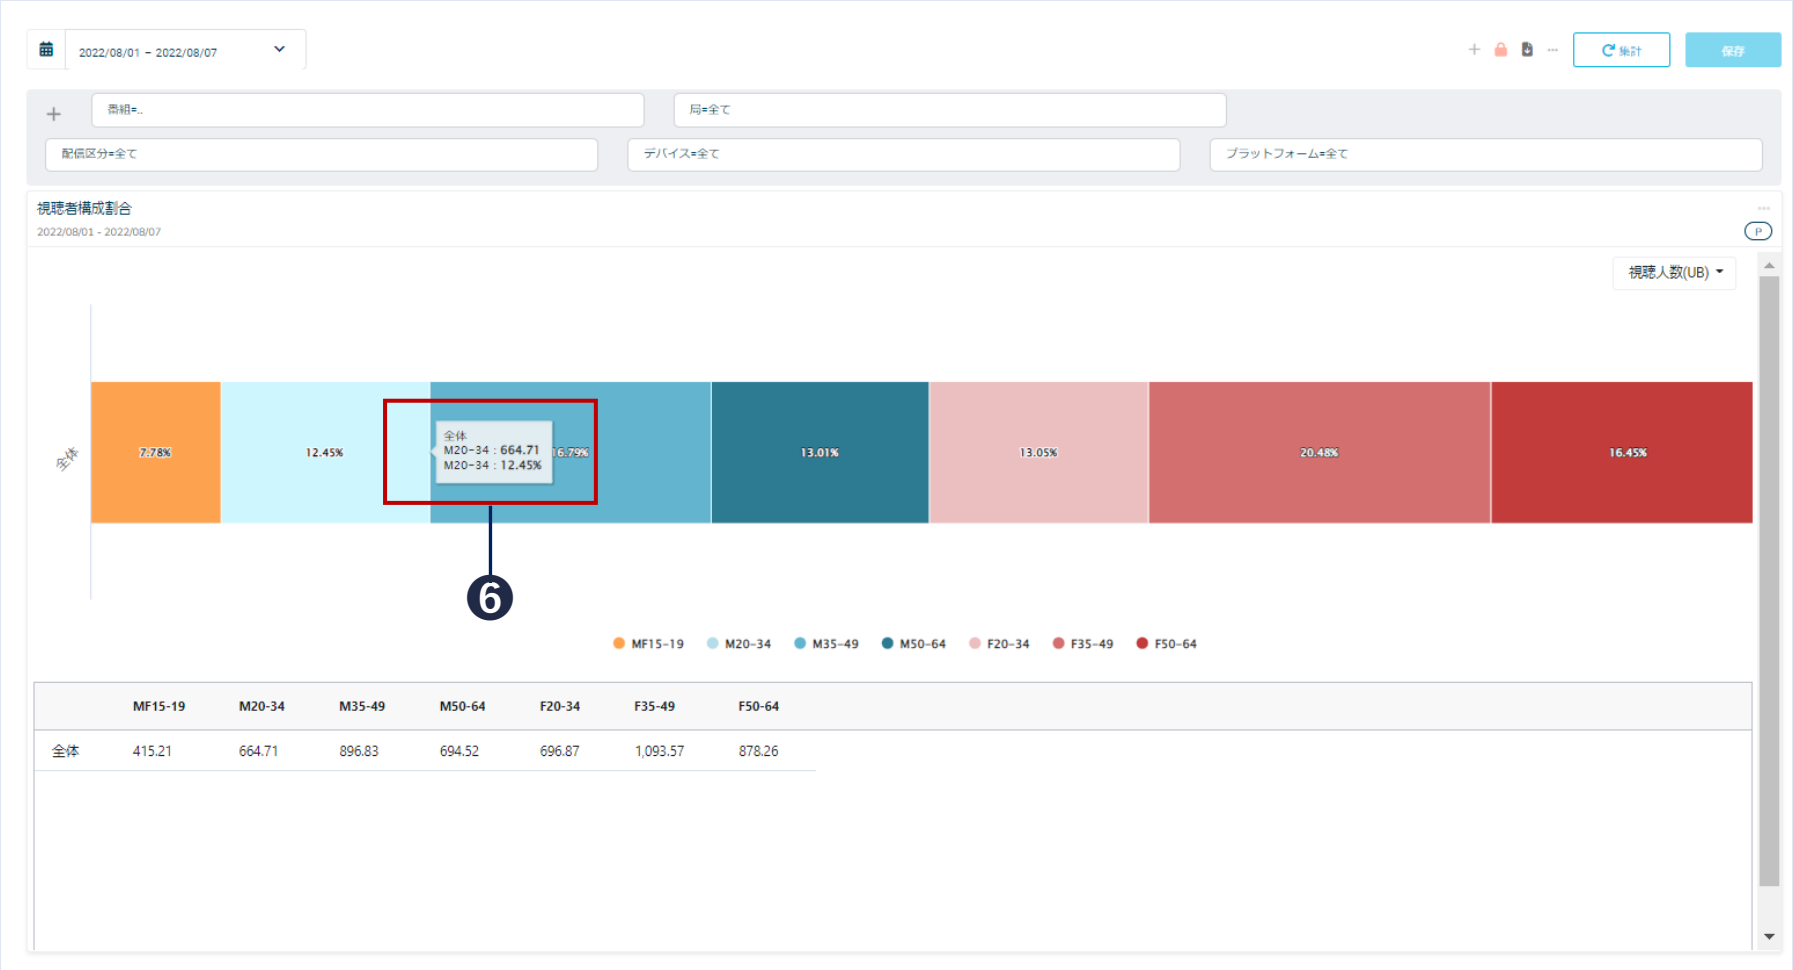 2022/08/01 - 2022/08/07
集計
保存
番組=..
局=全て
配信区分=全て
デバイス=全て
プラットフォーム=全て
視聴者構成割合
2022/08/01 - 2022/08/07
P
視聴人数(UB)
全体
7.78%
12.45%
全体
M20-34 : 664.71
M20-34 : 12.45%
16.79%
13.01%
13.05%
20.48%
16.45%
6
MF15-19 M20-34 M35-49 M50-64 F20-34 F35-49 F50-64
MF15-19 M20-34 M35-49 M50-64 F20-34 F35-49 F50-64
全体 415.21 664.71 896.83 694.52 696.87 1,093.57 878.26